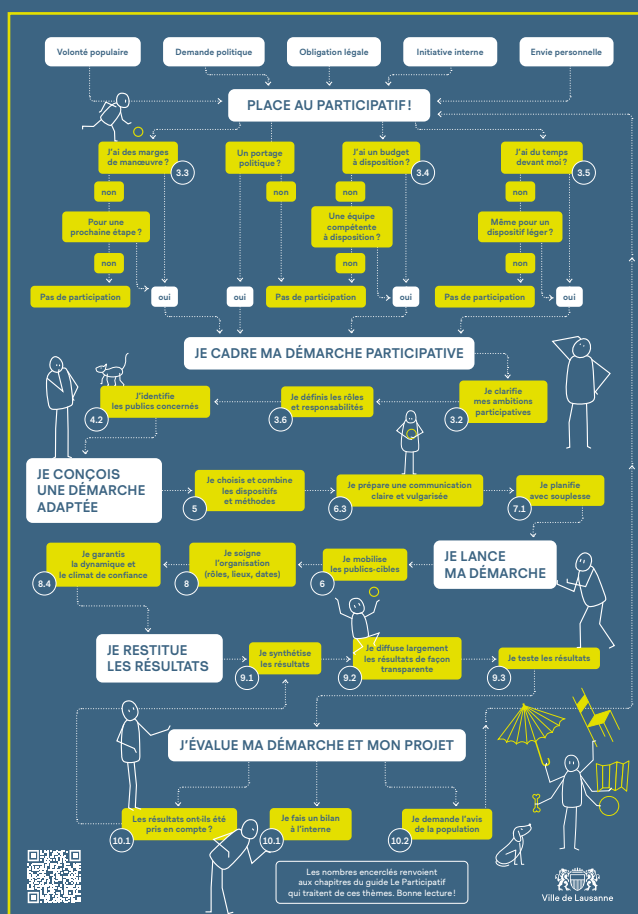 Volonté populaire
Demande politique
Obligation légale
Initiative interne
Envie personnelle
PLACE AU PARTICIPATIF !
J'ai des marges
de manœuvre ?
3.3
Un portage
politique ?
J'ai un budget
à disposition ?
3.4
J'ai du temps
devant moi ?
3.5
non
non
non
non
Pour une
prochaine étape ?
Une équipe
compétente
à disposition ?
Même pour un
dispositif léger ?
non
non
non
Pas de participation
oui
oui
Pas de participation
oui
Pas de participation
oui
JE CADRE MA DÉMARCHE PARTICIPATIVE
Je clarifie
mes ambitions
participatives
3.2
Je définis les rôles
et responsabilités
3.6
J'identifie
les publics concernés
4.2
JE CONÇOIS
UNE DÉMARCHE
ADAPTÉE
Je choisis et combine
les dispositifs
et méthodes
5
Je prépare une communication
claire et vulgarisée
6.3
Je planifie
avec souplesse
7.1
JE LANCE
MA DÉMARCHE
Je mobilise
les publics-cibles
6
Je soigne
l'organisation
(rôles, lieux, dates)
8
Je garantis
la dynamique et
le climat de confiance
8.4
JE RESTITUE
LES RÉSULTATS
Je synthétise
les résultats
9.1
Je diffuse largement
les résultats de façon
transparente
9.2
Je teste les résultats
9.3
J'ÉVALUE MA DÉMARCHE ET MON PROJET
Les résultats ont-ils été
pris en compte ?
10.1
Je fais un bilan
à l'interne
10.1
Je demande l'avis
de la population
10.2
Les nombres encerclés renvoient
aux chapitres du guide Le Participatif
qui traitent de ces thèmes. Bonne lecture !
Ville de Lausanne